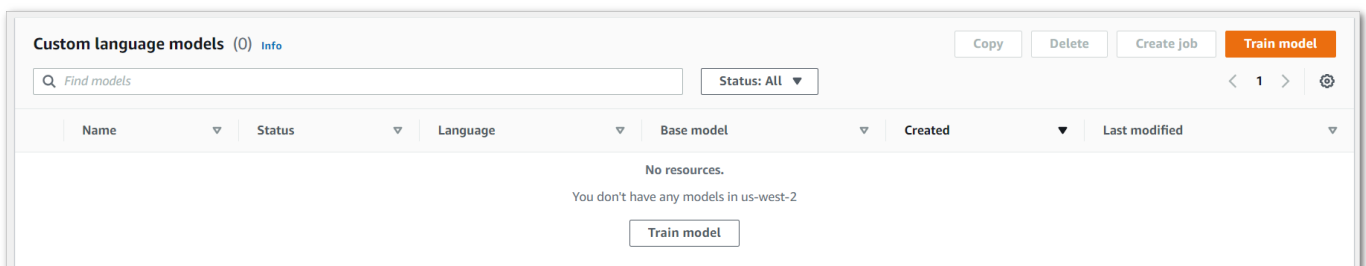 Custom language models (0) Info Copy Delete Create job Train model
Find models Status: All 1
Name Status Language Base model Created Last modified
No resources.
You don't have any models in us-west-2
Train model